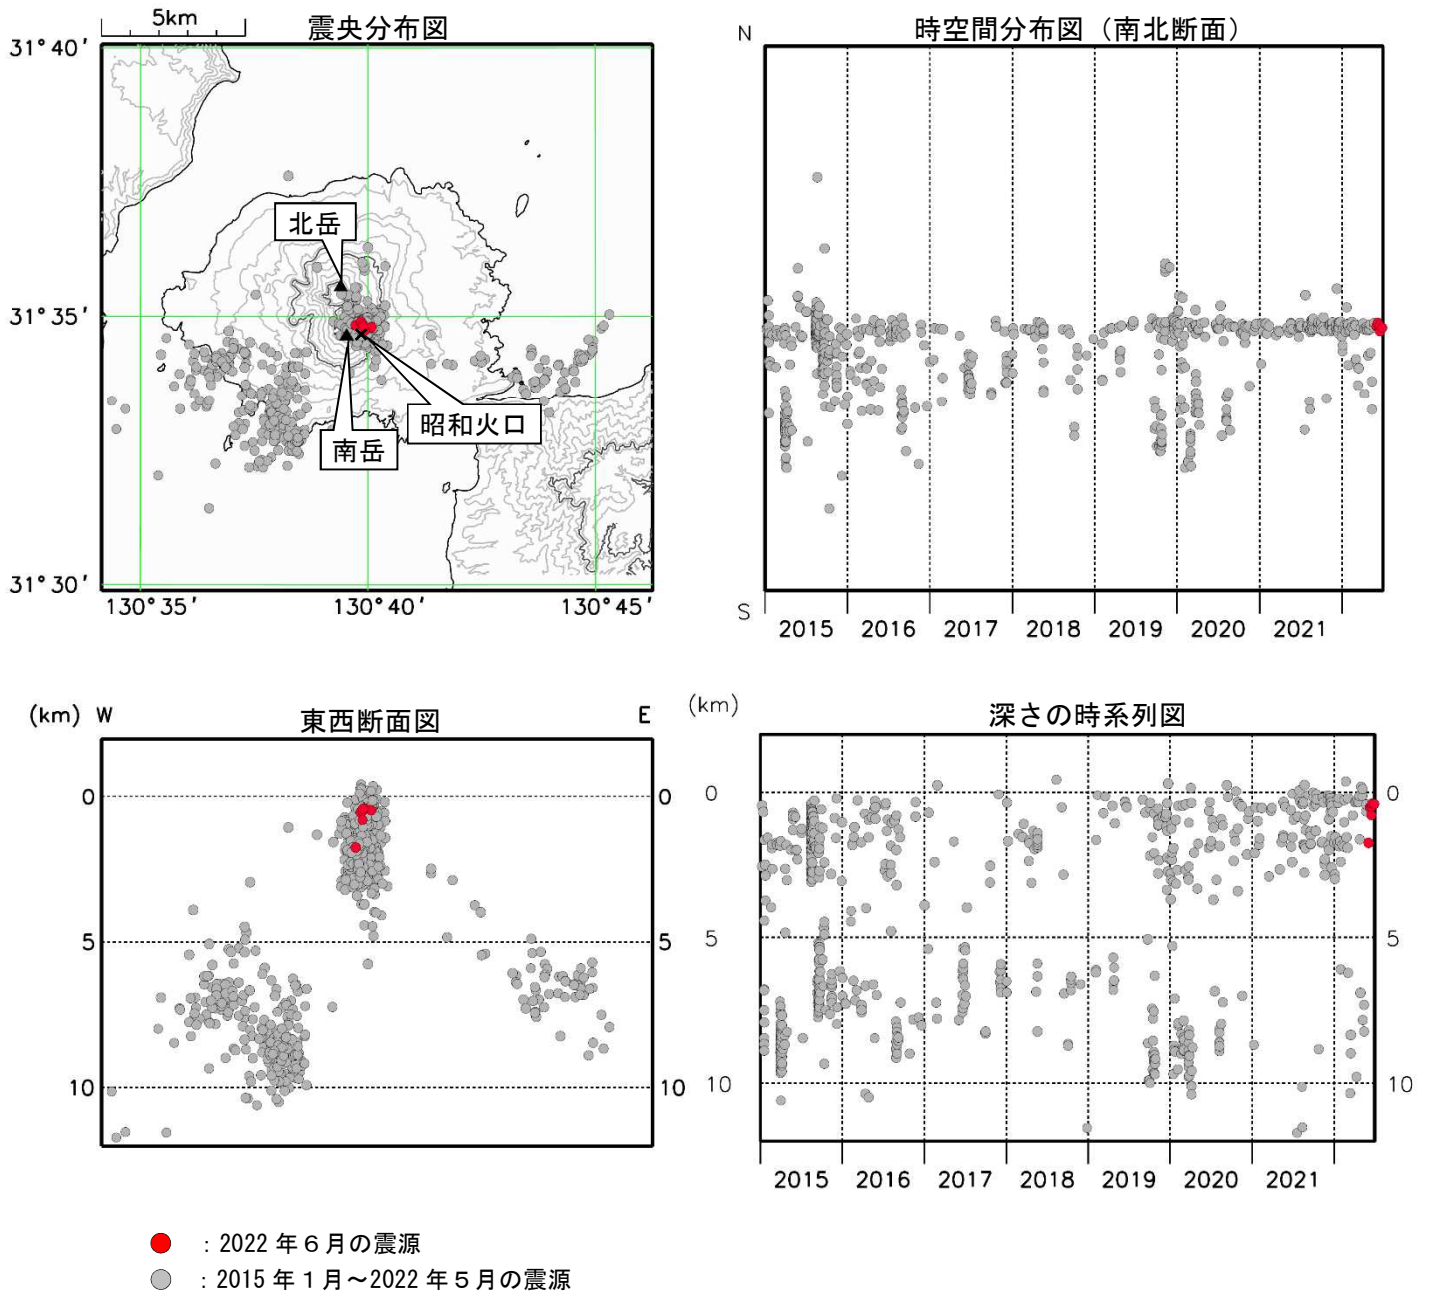 5km
震央分布図
31°40′
31°35′
31°30′
130°35′
130°40′
130°45′
北岳
南岳
昭和火口
時空間分布図（南北断面）
N
S
2015
2016
2017
2018
2019
2020
2021
(km)
W
東西断面図
E
0
0
5
5
10
10
(km)
深さの時系列図
0
0
5
5
10
10
2015
2016
2017
2018
2019
2020
2021
：2022年６月の震源
：2015年１月～2022年５月の震源